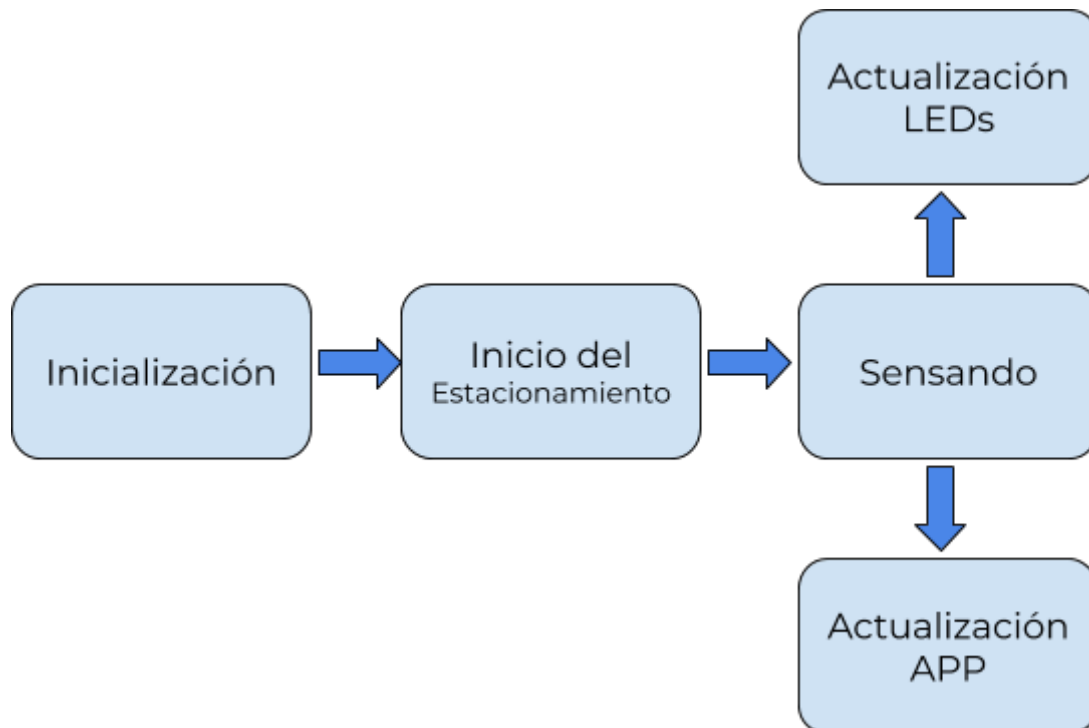 Actualización
LEDs
Inicialización
Inicio del
Estacionamiento
Sensando
Actualización
APP